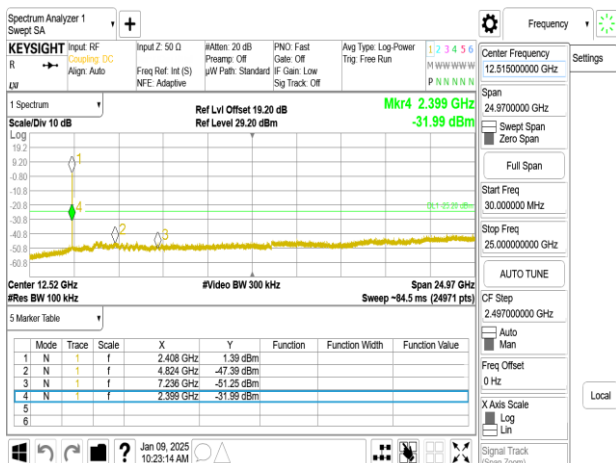 Spectrum Analyzer 1
Swept SA
Frequency
KEYSIGHT
R
LXI
Input: RF
Coupling: DC
Align: Auto
Input Z: 50 Ω
Freq Ref: Int (S)
NFE: Adaptive
#Atten: 20 dB
Preamp: Off
µW Path: Standard
PNO: Fast
Gate: Off
IF Gain: Low
Sig Track: Off
Avg Type: Log-Power
Trig: Free Run
1 2 3 4 5 6
M W W W W W
P N N N N N
1 Spectrum
Scale/Div 10 dB
Ref Lvl Offset 19.20 dB
Ref Level 29.20 dBm
Mkr4 2.399 GHz
-31.99 dBm
Log
19.2
9.20
-0.80
-10.8
-20.8
-30.8
-40.8
-50.8
-60.8
1
4
2
3
Center 12.52 GHz
#Res BW 100 kHz
#Video BW 300 kHz
Span 24.97 GHz
Sweep ~84.5 ms (24971 pts)
5 Marker Table
Mode Trace Scale X Y Function Function Width Function Value
1 N 1 f 2.408 GHz 1.39 dBm
2 N 1 f 4.824 GHz -47.39 dBm
3 N 1 f 7.236 GHz -51.25 dBm
4 N 1 f 2.399 GHz -31.99 dBm
5
6
Jan 09, 2025
10:23:14 AM
Center Frequency
12.515000000 GHz
Settings
Span
24.9700000 GHz
Swept Span
Zero Span
Full Span
Start Freq
30.000000 MHz
Stop Freq
25.000000000 GHz
AUTO TUNE
CF Step
2.497000000 GHz
Auto
Man
Freq Offset
0 Hz
X Axis Scale
Log
Lin
Local
Signal Track
(Span Zoom)